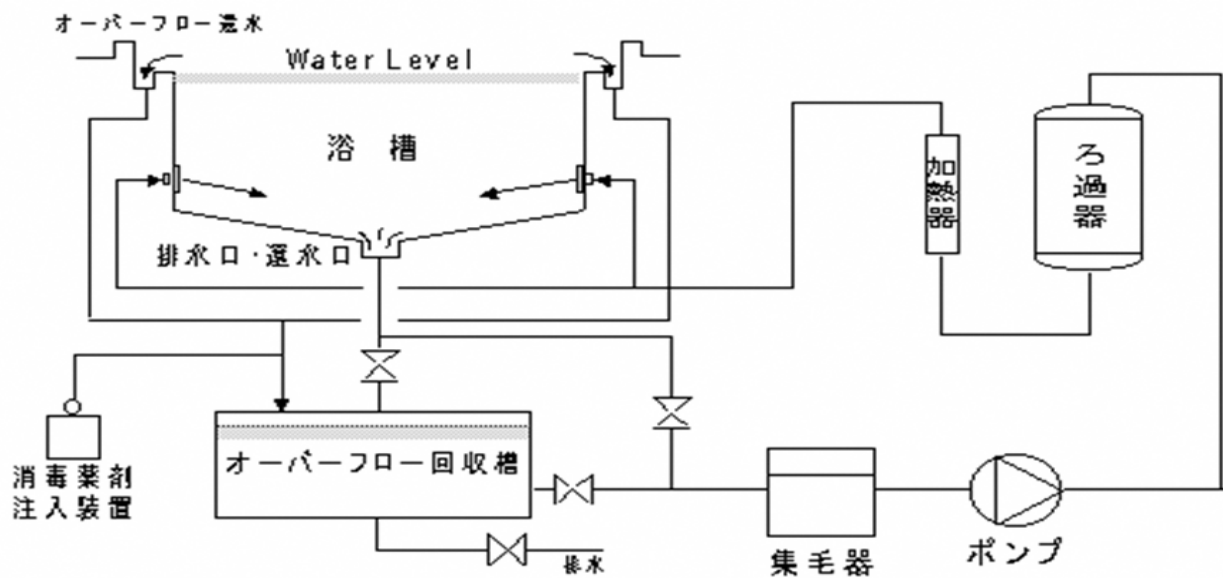 オーバーフロー還水
Water Level
浴槽
加熱器
ろ過器
排水口・還水口
オーバーフロー回収槽
消毒薬剤
注入装置
集毛器
ポンプ
排水